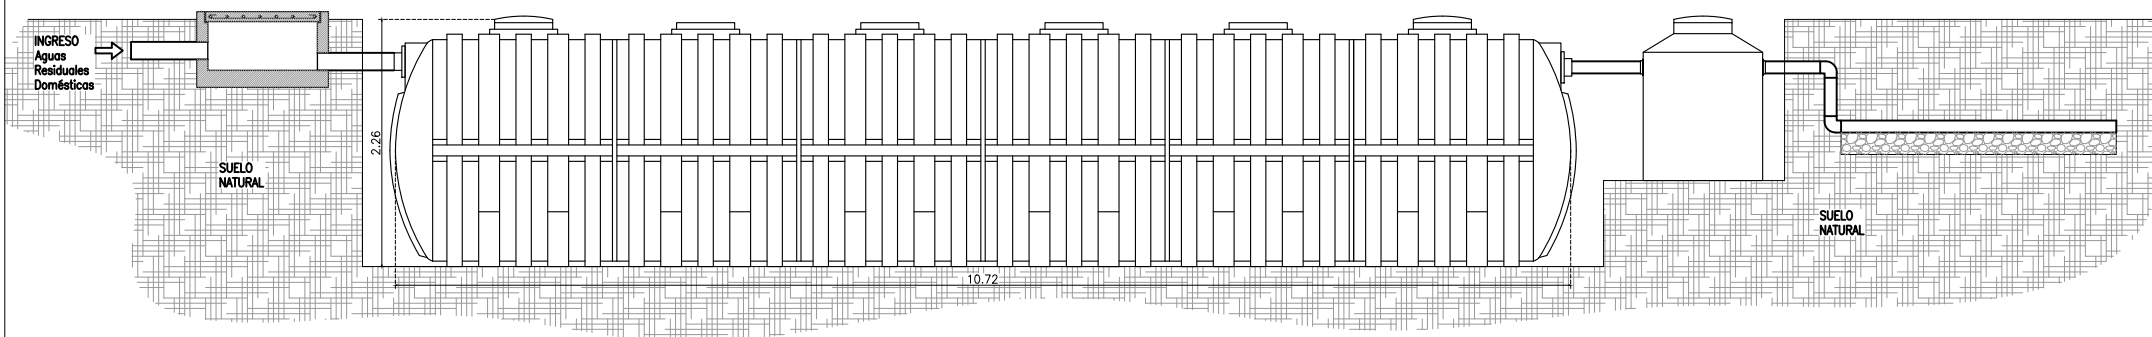 INGRESO
Aguas
Residuales
Domésticas
SUELO
NATURAL
2.26
10.72
SUELO
NATURAL